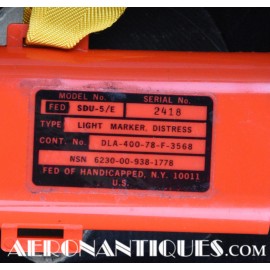 MODEL No. SERIAL No.
FED SDU-5/E 2418
TYPE: LIGHT MARKER, DISTRESS
CONT. No. DLA-400-78-F-3568
NSN 6230-00-938-1778
FED OF HANDICAPPED, N.Y. 10011
U.S.
AERONANTIQUES.COM